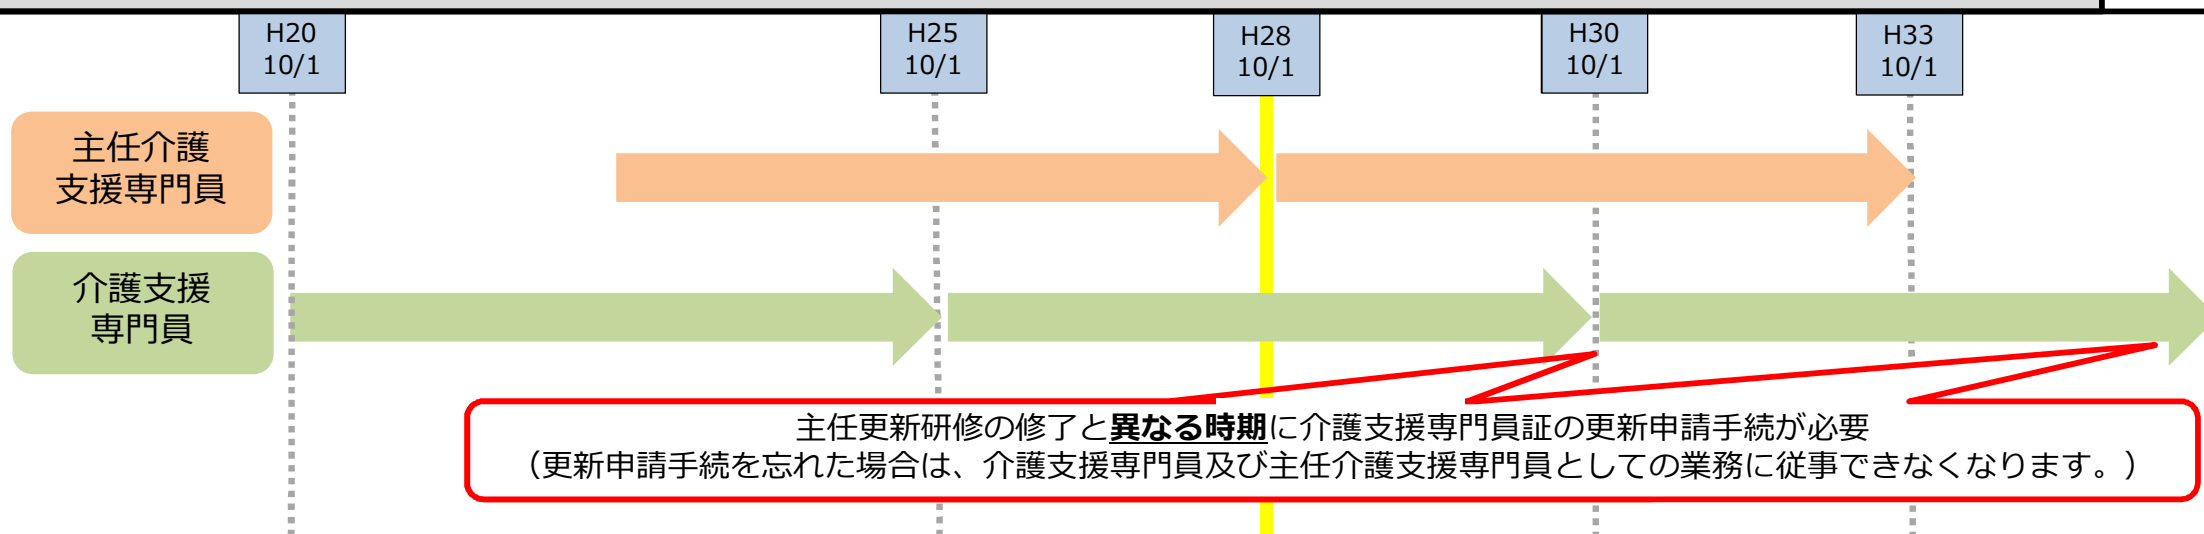 H20
10/1
H25
10/1
H28
10/1
H30
10/1
H33
10/1
主任介護
支援専門員
介護支援
専門員
主任更新研修の修了と異なる時期に介護支援専門員証の更新申請手続が必要
（更新申請手続を忘れた場合は、介護支援専門員及び主任介護支援専門員としての業務に従事できなくなります。）